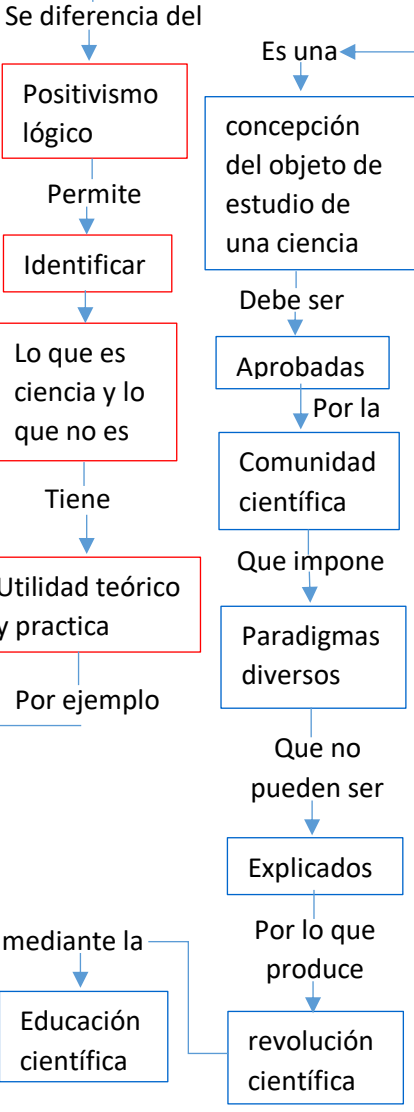 Se diferencia del
Positivismo
lógico
Permite
Identificar
Lo que es
ciencia y lo
que no es
Tiene
Utilidad teórico
y practica
Por ejemplo
Es una
concepción
del objeto de
estudio de
una ciencia
Debe ser
Aprobadas
Por la
Comunidad
científica
Que impone
Paradigmas
diversos
Que no
pueden ser
Explicados
Por lo que
produce
revolución
científica
mediante la
Educación
científica